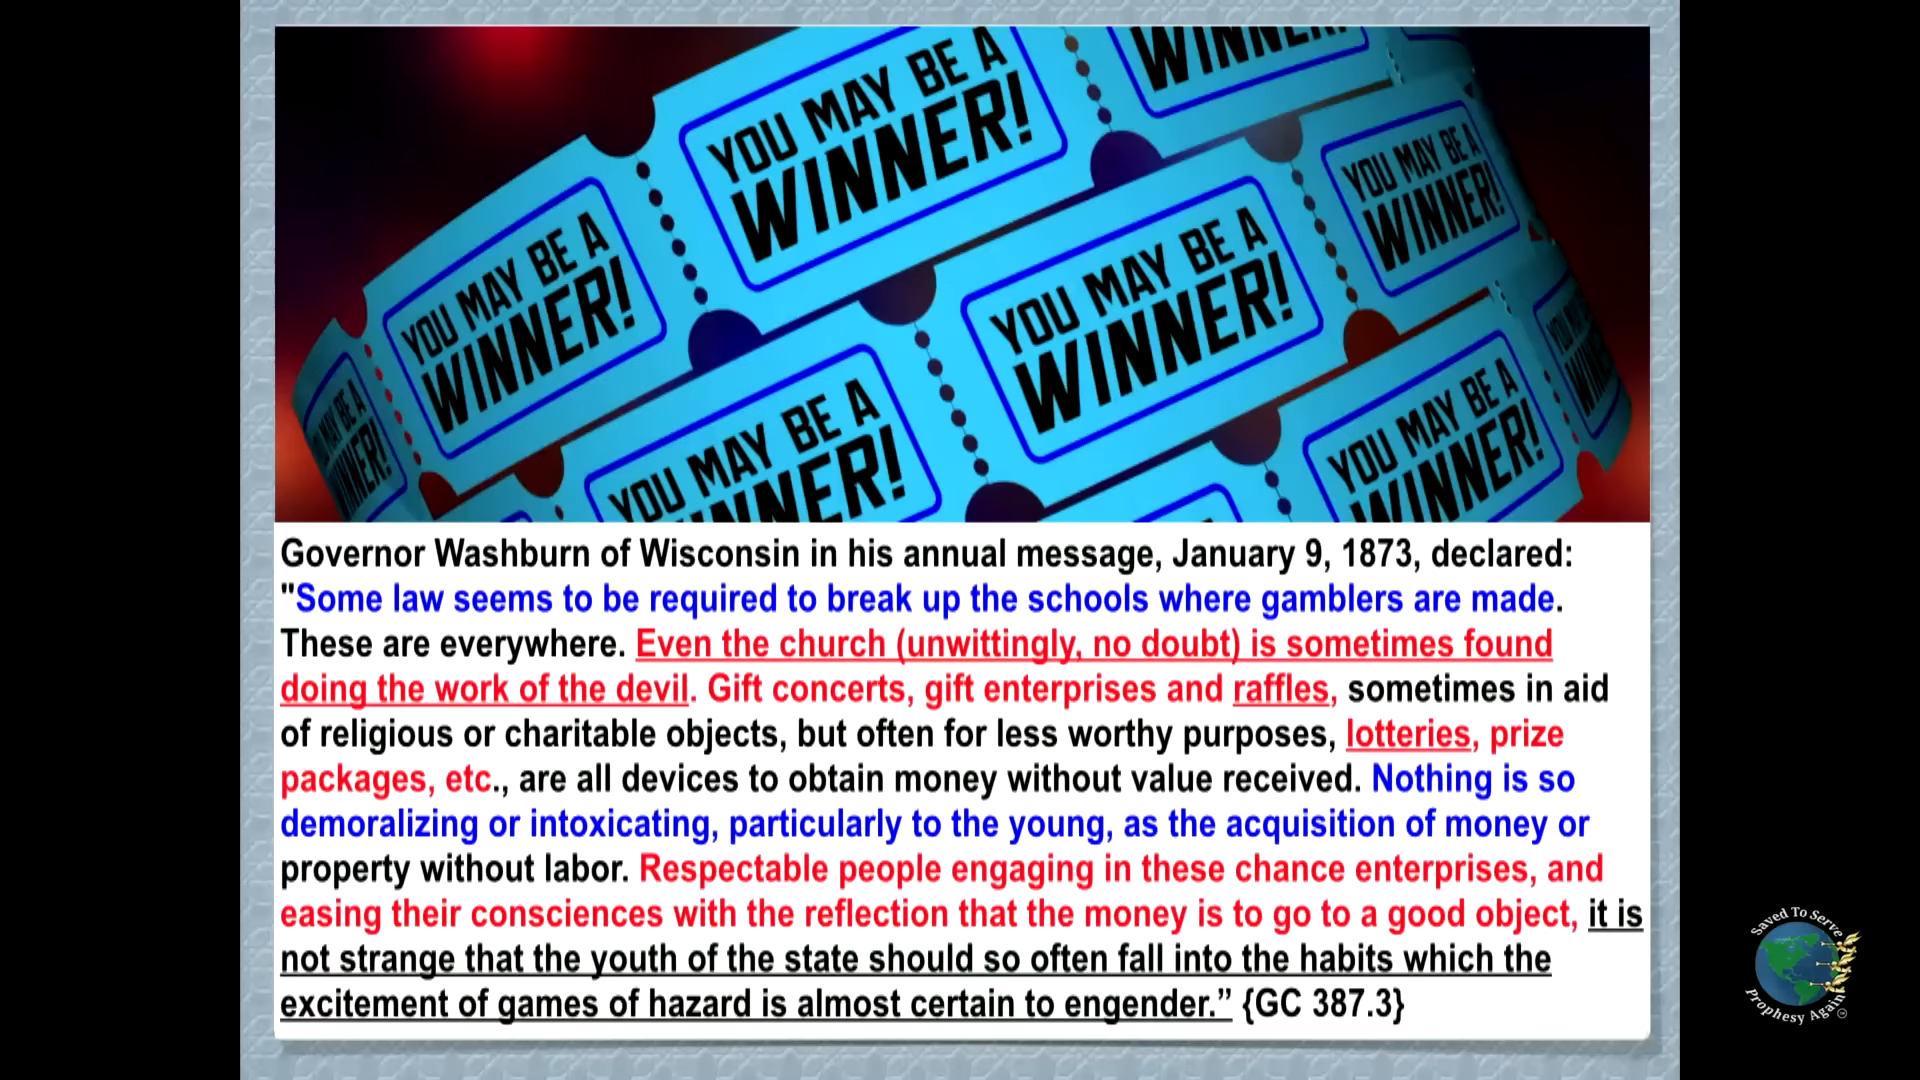 YOU MAY BE A
WINNER!
WINNER!
YOU MAY BE A
WINNER!
YOU MAY BE A
WINNER!
YOU MAY BE A
WINNER!
MAY BE A
WINNER!
YOU MAY BE A
WINNER!
YOU MAY BE A
WINNER!
Governor Washburn of Wisconsin in his annual message, January 9, 1873, declared:
"Some law seems to be required to break up the schools where gamblers are made.
These are everywhere. Even the church (unwittingly, no doubt) is sometimes found
doing the work of the devil. Gift concerts, gift enterprises and raffles, sometimes in aid
of religious or charitable objects, but often for less worthy purposes, lotteries, prize
packages, etc., are all devices to obtain money without value received. Nothing is so
demoralizing or intoxicating, particularly to the young, as the acquisition of money or
property without labor. Respectable people engaging in these chance enterprises, and
easing their consciences with the reflection that the money is to go to a good object, it is
not strange that the youth of the state should so often fall into the habits which the
excitement of games of hazard is almost certain to engender.” {GC 387.3}
Saved To Serve
Prophesy Again